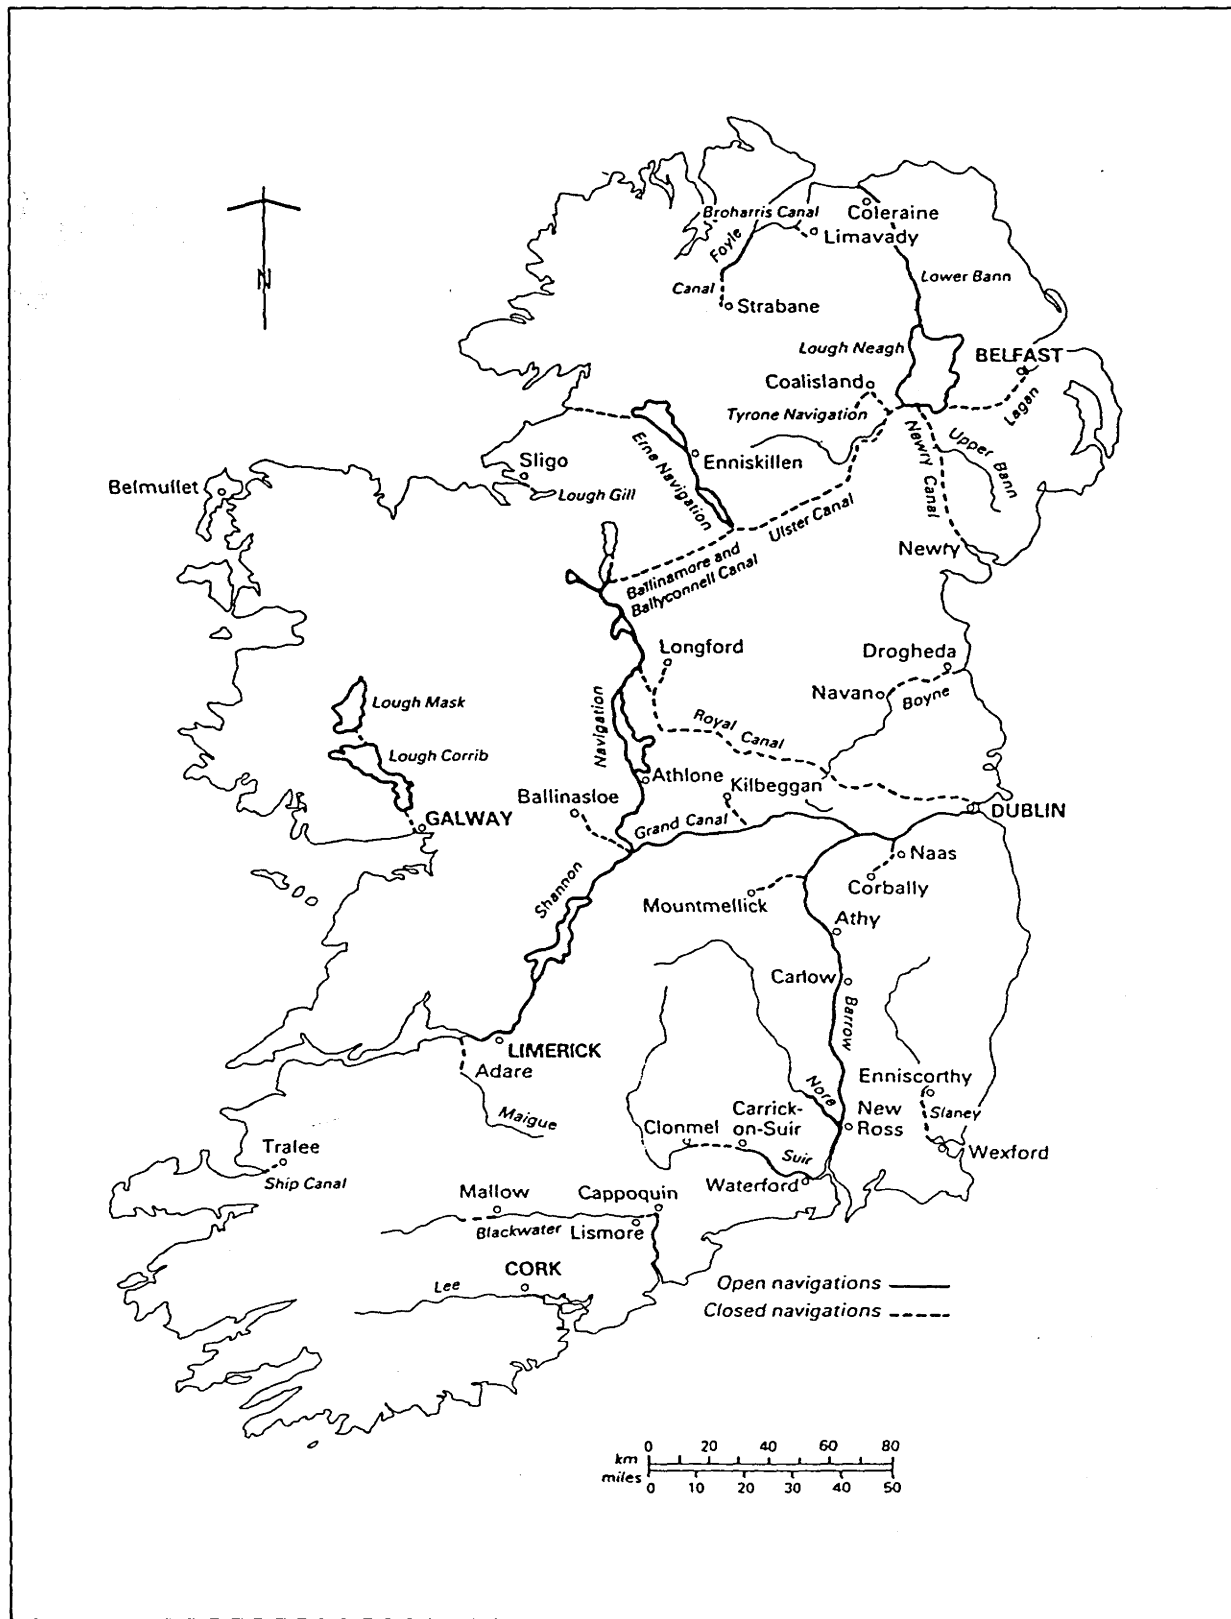 N
Broharris Canal
Coleraine
Limavady
Foyle
Lower Bann
Canal
Strabane
Lough Neagh
BELFAST
Coalisland
Lagan
Tyrone Navigation
Newry Canal
Upper Bann
Erne Navigation
Enniskillen
Sligo
Belmullet
Lough Gill
Ulster Canal
Newry
Ballinamore and
Ballyconnell Canal
Longford
Drogheda
Navan
Boyne
Lough Mask
Navigation
Royal Canal
Lough Corrib
Athlone
Kilbeggan
Ballinasloe
GALWAY
Grand Canal
DUBLIN
Naas
Shannon
Corbally
Mountmellick
Athy
Carlow
Barrow
LIMERICK
Adare
Enniscorthy
Nore
Maigue
Carrick-
on-Suir
New
Ross
Slaney
Clonmel
Tralee
Suir
Wexford
Ship Canal
Waterford
Mallow
Cappoquin
Blackwater
Lismore
CORK
Lee
Open navigations
Closed navigations
0 20 40 60 80
km
miles
0 10 20 30 40 50